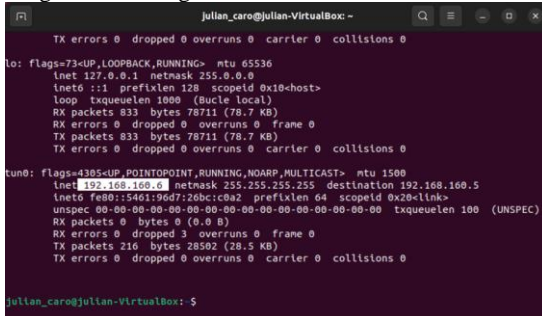 julian_caro@julian-VirtualBox: ~
TX errors 0 dropped 0 overruns 0 carrier 0 collisions 0
lo: flags=73<UP,LOOPBACK,RUNNING> mtu 65536
inet 127.0.0.1 netmask 255.0.0.0
inet6 ::1 prefixlen 128 scopeid 0x10<host>
loop txqueuelen 1000 (Bucle local)
RX packets 833 bytes 78711 (78.7 KB)
RX errors 0 dropped 0 overruns 0 frame 0
TX packets 833 bytes 78711 (78.7 KB)
TX errors 0 dropped 0 overruns 0 carrier 0 collisions 0
tun0: flags=4305<UP,POINTOPOINT,RUNNING,NOARP,MULTICAST> mtu 1500
inet 192.168.160.6 netmask 255.255.255.255 destination 192.168.160.5
inet6 fe80::5461:96d7:26bc:c0a2 prefixlen 64 scopeid 0x20<link>
unspec 00-00-00-00-00-00-00-00-00-00-00-00-00-00-00-00 txqueuelen 100 (UNSPEC)
RX packets 0 bytes 0 (0.0 B)
RX errors 0 dropped 3 overruns 0 frame 0
TX packets 216 bytes 28502 (28.5 KB)
TX errors 0 dropped 0 overruns 0 carrier 0 collisions 0
julian_caro@julian-VirtualBox:~$